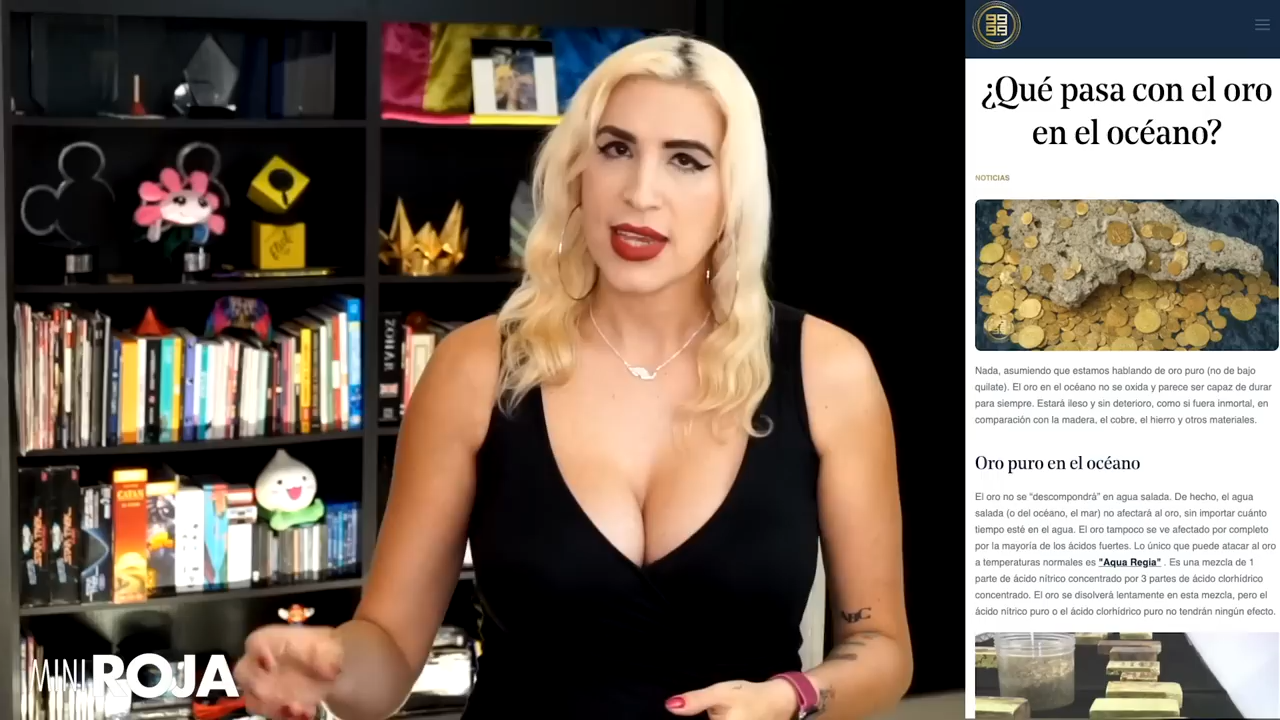 MINI ROJA
ZOHAR
CATAN
ABC
99
9.9
¿Qué pasa con el oro
en el océano?
NOTICIAS
Nada, asumiendo que estamos hablando de oro puro (no de bajo
quilate). El oro en el océano no se oxida y parece ser capaz de durar
para siempre. Estará ileso y sin deterioro, como si fuera inmortal, en
comparación con la madera, el cobre, el hierro y otros materiales.
Oro puro en el océano
El oro no se “descompondrá” en agua salada. De hecho, el agua
salada (o del océano, el mar) no afectará al oro, sin importar cuánto
tiempo esté en el agua. El oro tampoco se ve afectado por completo
por la mayoría de los ácidos fuertes. Lo único que puede atacar al oro
a temperaturas normales es "Aqua Regia" . Es una mezcla de 1
parte de ácido nítrico concentrado por 3 partes de ácido clorhídrico
concentrado. El oro se disolverá lentamente en esta mezcla, pero el
ácido nítrico puro o el ácido clorhídrico puro no tendrán ningún efecto.